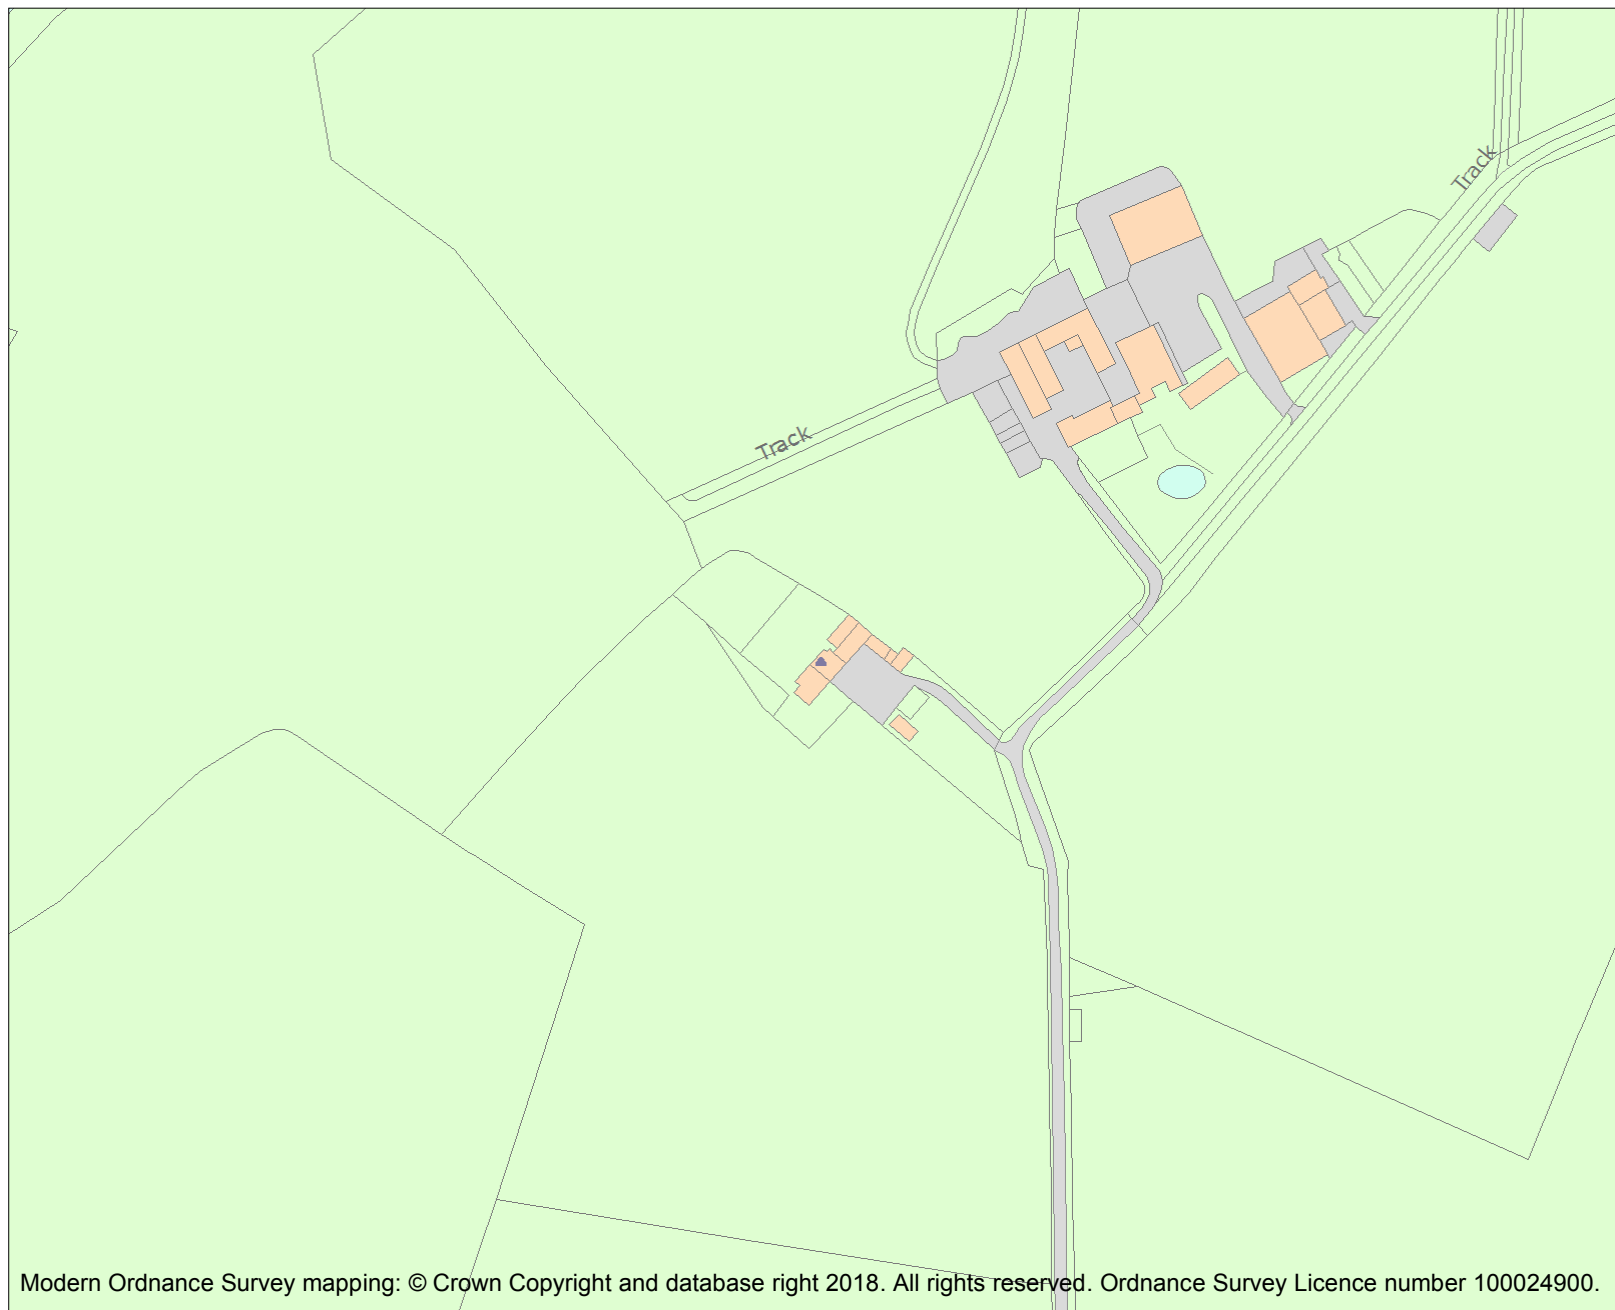 Track
Track
Modern Ordnance Survey mapping: © Crown Copyright and database right 2018. All rights reserved. Ordnance Survey Licence number 100024900.